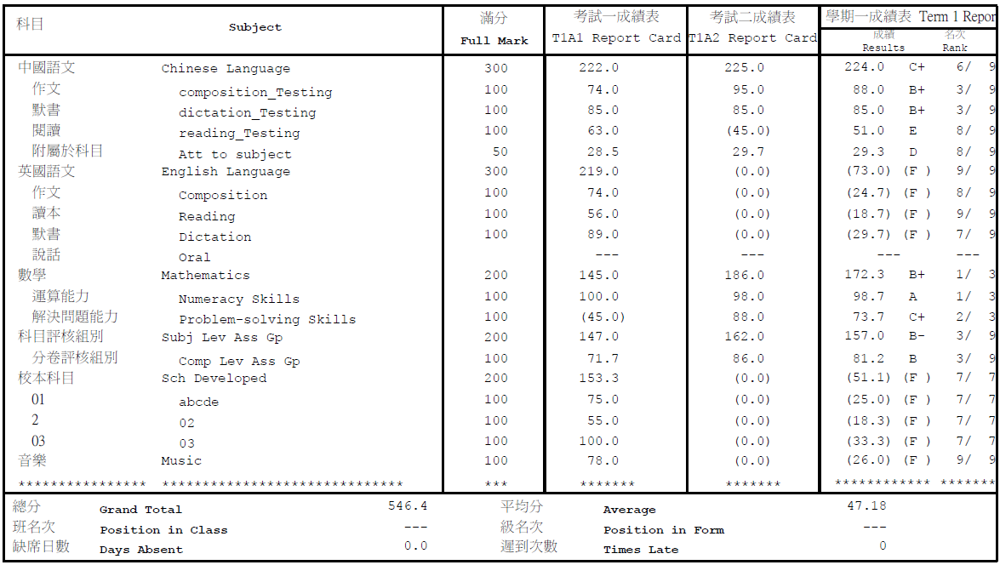 科目 Subject 滿分 Full Mark 考試一成績表 T1A1 Report Card 考試二成績表 T1A2 Report Card 學期一成績表 Term 1 Repor
成績 Results 名次 Rank
中國語文 Chinese Language 300 222.0 225.0 224.0 C+ 6/ 9
作文 composition_Testing 100 74.0 95.0 88.0 B+ 3/ 9
默書 dictation_Testing 100 85.0 85.0 85.0 B+ 3/ 9
閱讀 reading_Testing 100 63.0 (45.0) 51.0 E 8/ 9
附屬於科目 Att to subject 50 28.5 29.7 29.3 D 8/ 9
英國語文 English Language 300 219.0 (0.0) (73.0) (F ) 9/ 9
作文 Composition 100 74.0 (0.0) (24.7) (F ) 8/ 9
讀本 Reading 100 56.0 (0.0) (18.7) (F ) 9/ 9
默書 Dictation 100 89.0 (0.0) (29.7) (F ) 7/ 9
說話 Oral --- --- --- ---
數學 Mathematics 200 145.0 186.0 172.3 B+ 1/ 3
運算能力 Numeracy Skills 100 100.0 98.0 98.7 A 1/ 3
解決問題能力 Problem-solving Skills 100 (45.0) 88.0 73.7 C+ 2/ 3
科目評核組別 Subj Lev Ass Gp 200 147.0 162.0 157.0 B- 3/ 9
分卷評核組別 Comp Lev Ass Gp 100 71.7 86.0 81.2 B 3/ 9
校本科目 Sch Developed 200 153.3 (0.0) (51.1) (F ) 7/ 7
01 abcde 100 75.0 (0.0) (25.0) (F ) 7/ 7
2 02 100 55.0 (0.0) (18.3) (F ) 7/ 7
03 03 100 100.0 (0.0) (33.3) (F ) 7/ 7
音樂 Music 100 78.0 (0.0) (26.0) (F ) 9/ 9
**************** ****************************** *** ******* ******* ************ *******
總分 Grand Total 546.4 平均分 Average 47.18
班名次 Position in Class --- 級名次 Position in Form ---
缺席日數 Days Absent 0.0 遲到次數 Times Late 0